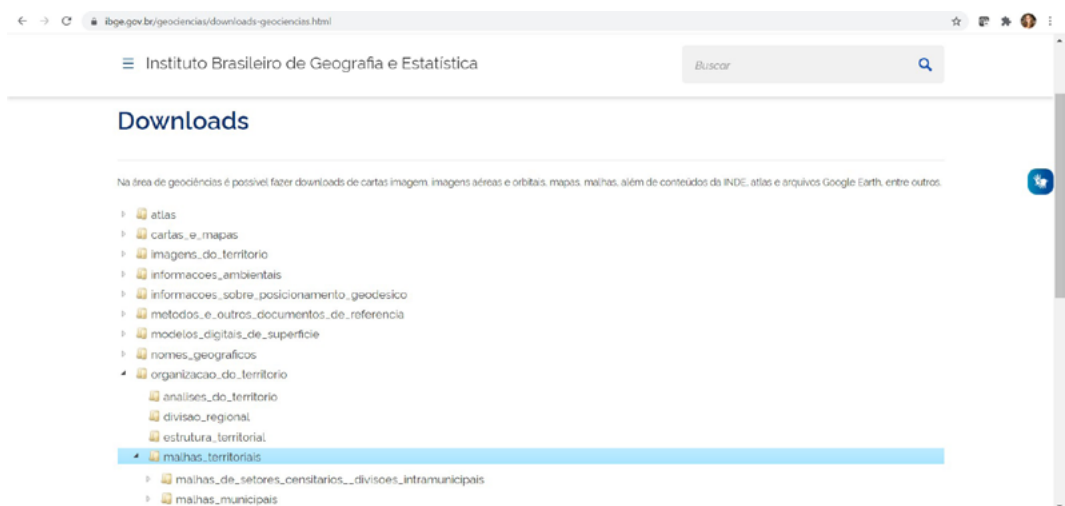 ibge.gov.br/geociencias/downloads-geociencias.html
Instituto Brasileiro de Geografia e Estatística
Buscar
Downloads
Na área de geociências é possível fazer downloads de cartas imagem, imagens aéreas e orbitais, mapas, malhas, além de conteúdos da INDE, atlas e arquivos Google Earth, entre outros.
atlas
cartas_e_mapas
imagens_do_territorio
informacoes_ambientais
informacoes_sobre_posicionamento_geodesico
metodos_e_outros_documentos_de_referencia
modelos_digitais_de_superficie
nomes_geograficos
organizacao_do_territorio
analises_do_territorio
divisao_regional
estrutura_territorial
malhas_territoriais
malhas_de_setores_censitarios__divisoes_intramunicipais
malhas_municipais